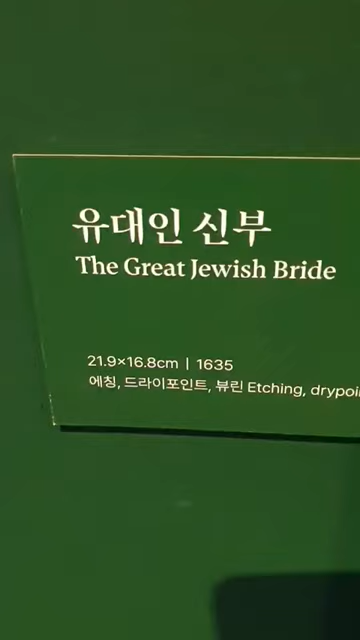 유대인 신부
The Great Jewish Bride
21.9×16.8cm | 1635
에칭, 드라이포인트, 뷰린 Etching,